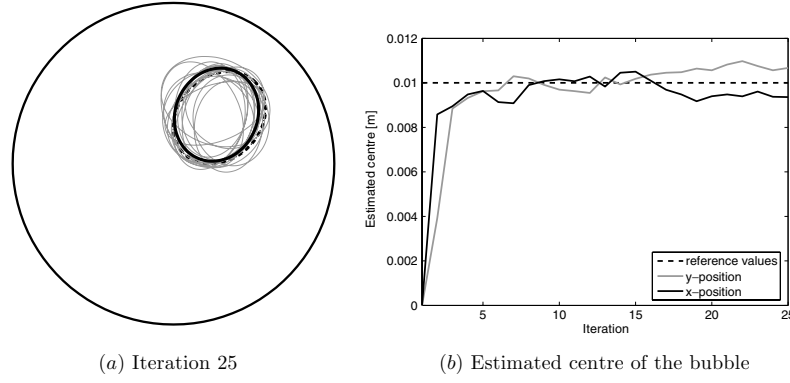 0.012
0.01
0.008
0.006
0.004
0.002
0
Estimated centre [m]
5
10
15
20
25
Iteration
reference values
y-position
x-position
(a) Iteration 25
(b) Estimated centre of the bubble